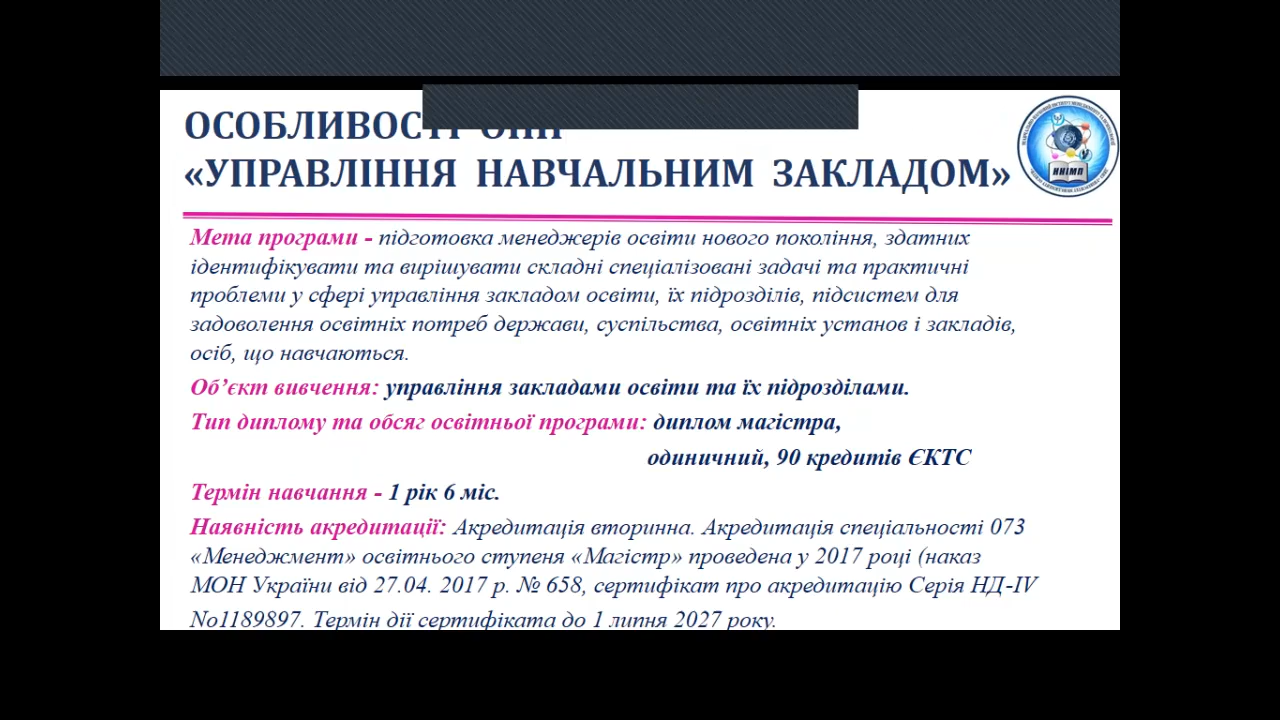 ОСОБЛИВОСТІ ОПП
«УПРАВЛІННЯ НАВЧАЛЬНИМ ЗАКЛАДОМ»
ННІМП
Мета програми - підготовка менеджерів освіти нового покоління, здатних
ідентифікувати та вирішувати складні спеціалізовані задачі та практичні
проблеми у сфері управління закладом освіти, їх підрозділів, підсистем для
задоволення освітніх потреб держави, суспільства, освітніх установ і закладів,
осіб, що навчаються.
Об’єкт вивчення: управління закладами освіти та їх підрозділами.
Тип диплому та обсяг освітньої програми: диплом магістра,
одиничний, 90 кредитів ЄКТС
Термін навчання - 1 рік 6 міс.
Наявність акредитації: Акредитація вторинна. Акредитація спеціальності 073
«Менеджмент» освітнього ступеня «Магістр» проведена у 2017 році (наказ
МОН України від 27.04. 2017 р. № 658, сертифікат про акредитацію Серія НД-IV
No1189897. Термін дії сертифіката до 1 липня 2027 року.